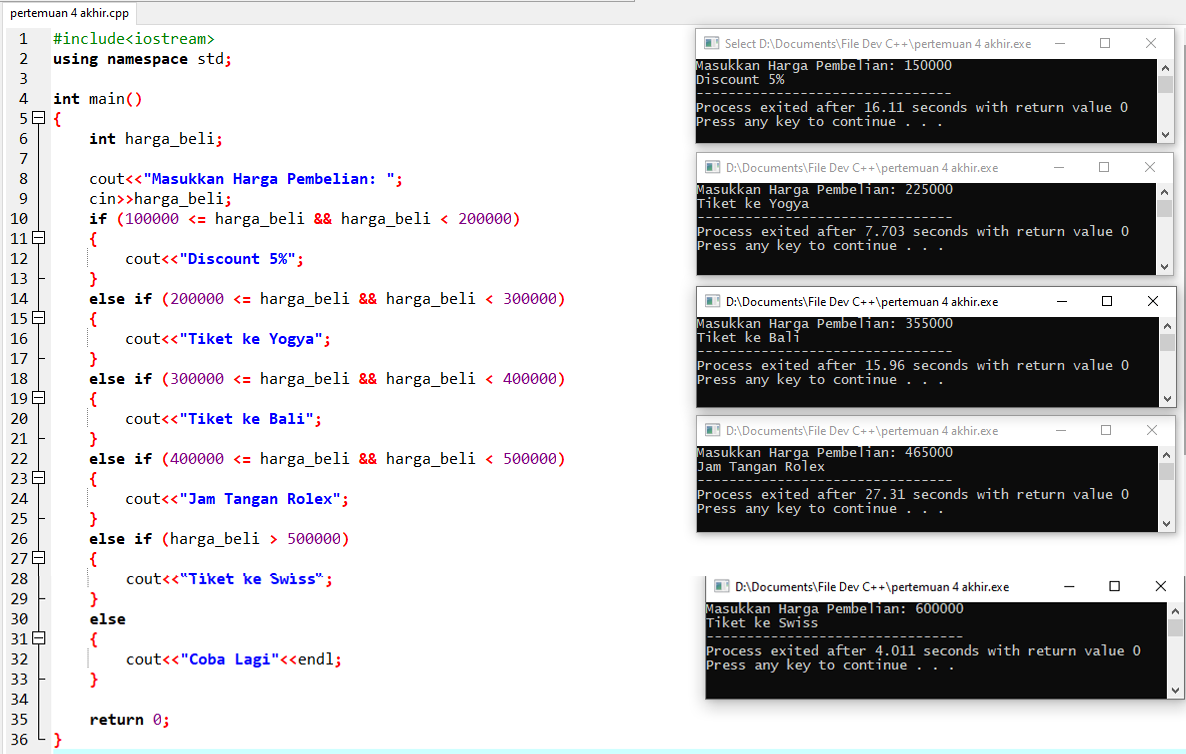 pertemuan 4 akhir.cpp
1 #include<iostream>
2 using namespace std;
3
4 int main()
5 {
6 int harga_beli;
7
8 cout<<"Masukkan Harga Pembelian: ";
9 cin>>harga_beli;
10 if (100000 <= harga_beli && harga_beli < 200000)
11 {
12 cout<<"Discount 5%";
13 }
14 else if (200000 <= harga_beli && harga_beli < 300000)
15 {
16 cout<<"Tiket ke Yogya";
17 }
18 else if (300000 <= harga_beli && harga_beli < 400000)
19 {
20 cout<<"Tiket ke Bali";
21 }
22 else if (400000 <= harga_beli && harga_beli < 500000)
23 {
24 cout<<"Jam Tangan Rolex";
25 }
26 else if (harga_beli > 500000)
27 {
28 cout<<"Tiket ke Swiss";
29 }
30 else
31 {
32 cout<<"Coba Lagi"<<endl;
33 }
34
35 return 0;
36 }
Select D:\Documents\File Dev C++\pertemuan 4 akhir.exe
Masukkan Harga Pembelian: 150000
Discount 5%
--------------------------------
Process exited after 16.11 seconds with return value 0
Press any key to continue . . .
D:\Documents\File Dev C++\pertemuan 4 akhir.exe
Masukkan Harga Pembelian: 225000
Tiket ke Yogya
--------------------------------
Process exited after 7.703 seconds with return value 0
Press any key to continue . . .
D:\Documents\File Dev C++\pertemuan 4 akhir.exe
Masukkan Harga Pembelian: 355000
Tiket ke Bali
--------------------------------
Process exited after 15.96 seconds with return value 0
Press any key to continue . . .
D:\Documents\File Dev C++\pertemuan 4 akhir.exe
Masukkan Harga Pembelian: 465000
Jam Tangan Rolex
--------------------------------
Process exited after 27.31 seconds with return value 0
Press any key to continue . . .
D:\Documents\File Dev C++\pertemuan 4 akhir.exe
Masukkan Harga Pembelian: 600000
Tiket ke Swiss
--------------------------------
Process exited after 4.011 seconds with return value 0
Press any key to continue . . .